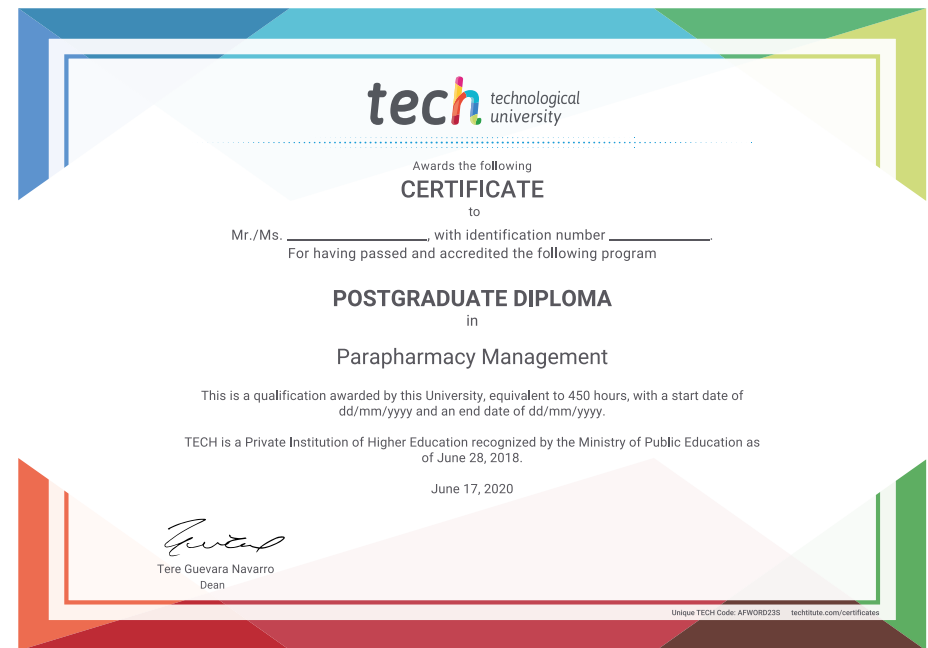 tech technological
university
Awards the following
CERTIFICATE
to
Mr./Ms. ____________________, with identification number ______________.
For having passed and accredited the following program
POSTGRADUATE DIPLOMA
in
Parapharmacy Management
This is a qualification awarded by this University, equivalent to 450 hours, with a start date of
dd/mm/yyyy and an end date of dd/mm/yyyy.
TECH is a Private Institution of Higher Education recognized by the Ministry of Public Education as
of June 28, 2018.
June 17, 2020
Tere Guevara Navarro
Dean
Unique TECH Code: AFWORD23S techtitute.com/certificates